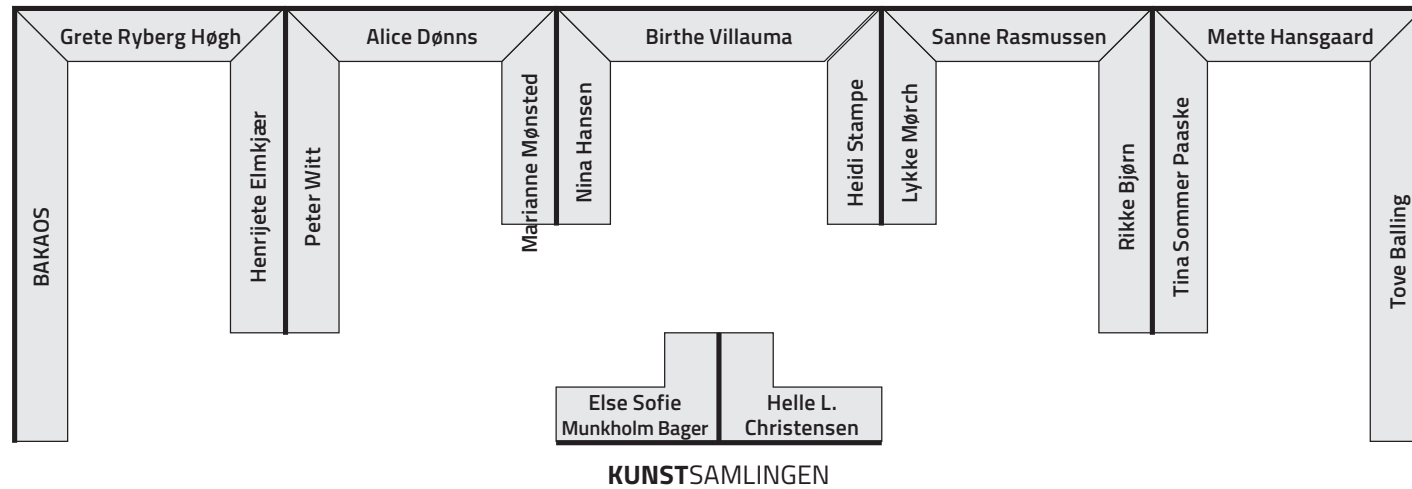 Grete Ryberg Høgh
Alice Dønns
Birthe Villauma
Sanne Rasmussen
Mette Hansgaard
BAKAOS
Henrijete Elmkjær
Peter Witt
Marianne Mønsted
Nina Hansen
Heidi Stampe
Lykke Mørch
Rikke Bjørn
Tina Sommer Paaske
Tove Balling
Else Sofie
Munkholm Bager
Helle L.
Christensen
KUNSTSAMLINGEN